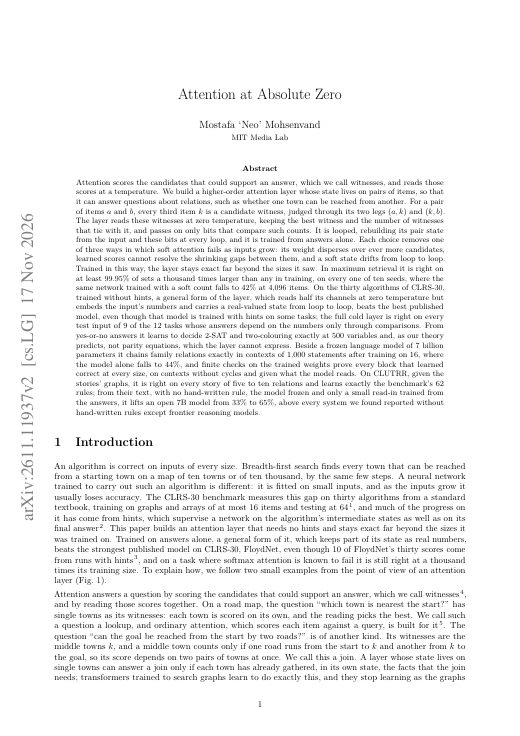 arXiv:2611.11937v2 [cs.LG] 17 Nov 2026
Attention at Absolute Zero
Mostafa ‘Neo’ Mohsenvand
MIT Media Lab
Abstract
Attention scores the candidates that could support an answer, which we call witnesses, and reads those
scores at a temperature. We build a higher-order attention layer whose state lives on pairs of items, so that
it can answer questions about relations, such as whether one town can be reached from another. For a pair
of items a and b, every third item k is a candidate witness, judged through its two legs (a, k) and (k, b).
The layer reads these witnesses at zero temperature, keeping the best witness and the number of witnesses
that tie with it, and passes on only bits that compare such counts. It is looped, rebuilding its pair state
from the input and these bits at every loop, and it is trained from answers alone. Each choice removes one
of three ways in which soft attention fails as inputs grow: its weight disperses over ever more candidates,
learned scores cannot resolve the shrinking gaps between them, and a soft state drifts from loop to loop.
Trained in this way, the layer stays exact far beyond the sizes it saw. In maximum retrieval it is right on
at least 99.95% of sets a thousand times larger than any in training, on every one of ten seeds, where the
same network trained with a soft count falls to 42% at 4,096 items. On the thirty algorithms of CLRS-30,
trained without hints, a general form of the layer, which reads half its channels at zero temperature but
embeds the input's numbers and carries a real-valued state from loop to loop, beats the best published
model, even though that model is trained with hints on some tasks; the full cold layer is right on every
test input of 9 of the 12 tasks whose answers depend on the numbers only through comparisons. From
yes-or-no answers it learns to decide 2-SAT and two-colouring exactly at 500 variables and, as our theory
predicts, not parity equations, which the layer cannot express. Beside a frozen language model of 7 billion
parameters it chains family relations exactly in contexts of 1,000 statements after training on 16, where
the model alone falls to 44%, and finite checks on the trained weights prove every block that learned
correct at every size, on contexts without cycles and given what the model reads. On CLUTRR, given the
stories' graphs, it is right on every story of five to ten relations and learns exactly the benchmark's 62
rules; from their text, with no hand-written rule, the model frozen and only a small read-in trained from
the answers, it lifts an open 7B model from 33% to 65%, above every system we found reported without
hand-written rules except frontier reasoning models.
1 Introduction
An algorithm is correct on inputs of every size. Breadth-first search finds every town that can be reached
from a starting town on a map of ten towns or of ten thousand, by the same few steps. A neural network
trained to carry out such an algorithm is different: it is fitted on small inputs, and as the inputs grow it
usually loses accuracy. The CLRS-30 benchmark measures this gap on thirty algorithms from a standard
textbook, training on graphs and arrays of at most 16 items and testing at 64¹, and much of the progress on
it has come from hints, which supervise a network on the algorithm's intermediate states as well as on its
final answer². This paper builds an attention layer that needs no hints and stays exact far beyond the sizes it
was trained on. Trained on answers alone, a general form of it, which keeps part of its state as real numbers,
beats the strongest published model on CLRS-30, FloydNet, even though 10 of FloydNet's thirty scores come
from runs with hints³, and on a task where softmax attention is known to fail it is still right at a thousand
times its training size. To explain how, we follow two small examples from the point of view of an attention
layer (Fig. 1).
Attention answers a question by scoring the candidates that could support an answer, which we call witnesses⁴,
and by reading those scores together. On a road map, the question “which town is nearest the start?” has
single towns as its witnesses: each town is scored on its own, and the reading picks the best. We call such
a question a lookup, and ordinary attention, which scores each item against a query, is built for it⁵. The
question “can the goal be reached from the start by two roads?” is of another kind. Its witnesses are the
middle towns k, and a middle town counts only if one road runs from the start to k and another from k to
the goal, so its score depends on two pairs of towns at once. We call this a join. A layer whose state lives on
single towns can answer a join only if each town has already gathered, in its own state, the facts that the join
needs; transformers trained to search graphs learn to do exactly this, and they stop learning as the graphs
1